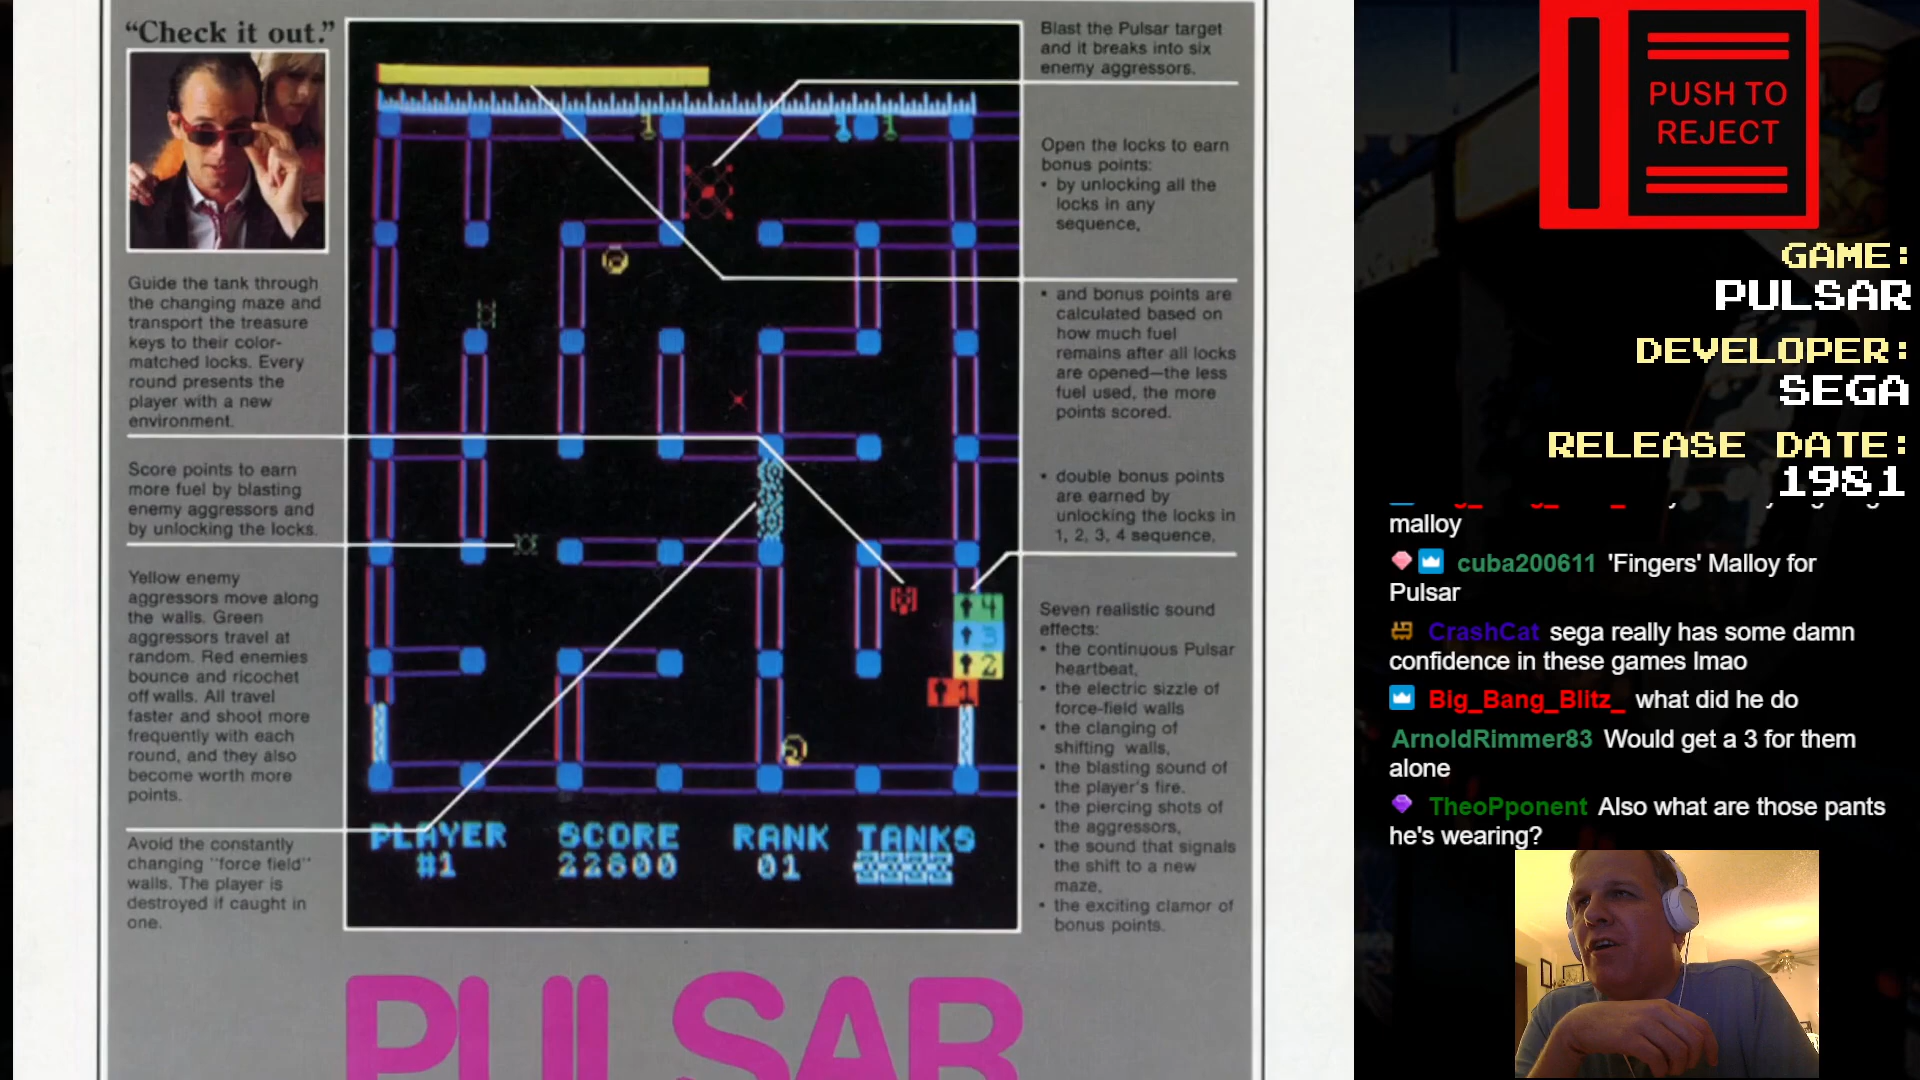 “Check it out.”
Guide the tank through
the changing maze and
transport the treasure
keys to their color-
matched locks. Every
round presents the
player with a new
environment.
Score points to earn
more fuel by blasting
enemy aggressors and
by unlocking the locks.
Yellow enemy
aggressors move along
the walls. Green
aggressors travel at
random. Red enemies
bounce and ricochet
off walls. All travel
faster and shoot more
frequently with each
round, and they also
become worth more
points.
Avoid the constantly
changing "force field"
walls. The player is
destroyed if caught in
one.
4
3
2
1
PLAYER SCORE RANK TANKS
#1 22600 01
Blast the Pulsar target
and it breaks into six
enemy aggressors.
Open the locks to earn
bonus points:
• by unlocking all the
locks in any
sequence,
• and bonus points are
calculated based on
how much fuel
remains after all locks
are opened—the less
fuel used, the more
points scored.
• double bonus points
are earned by
unlocking the locks in
1, 2, 3, 4 sequence,
Seven realistic sound
effects:
• the continuous Pulsar
heartbeat,
• the electric sizzle of
force-field walls
• the clanging of
shifting walls,
• the blasting sound of
the player's fire.
• the piercing shots of
the aggressors,
• the sound that signals
the shift to a new
maze,
• the exciting clamor of
bonus points.
PULSAR
PUSH TO
REJECT
GAME:
PULSAR
DEVELOPER:
SEGA
RELEASE DATE:
1981
malloy
cuba200611 'Fingers' Malloy for
Pulsar
CrashCat sega really has some damn
confidence in these games lmao
Big_Bang_Blitz_ what did he do
ArnoldRimmer83 Would get a 3 for them
alone
TheoPponent Also what are those pants
he's wearing?